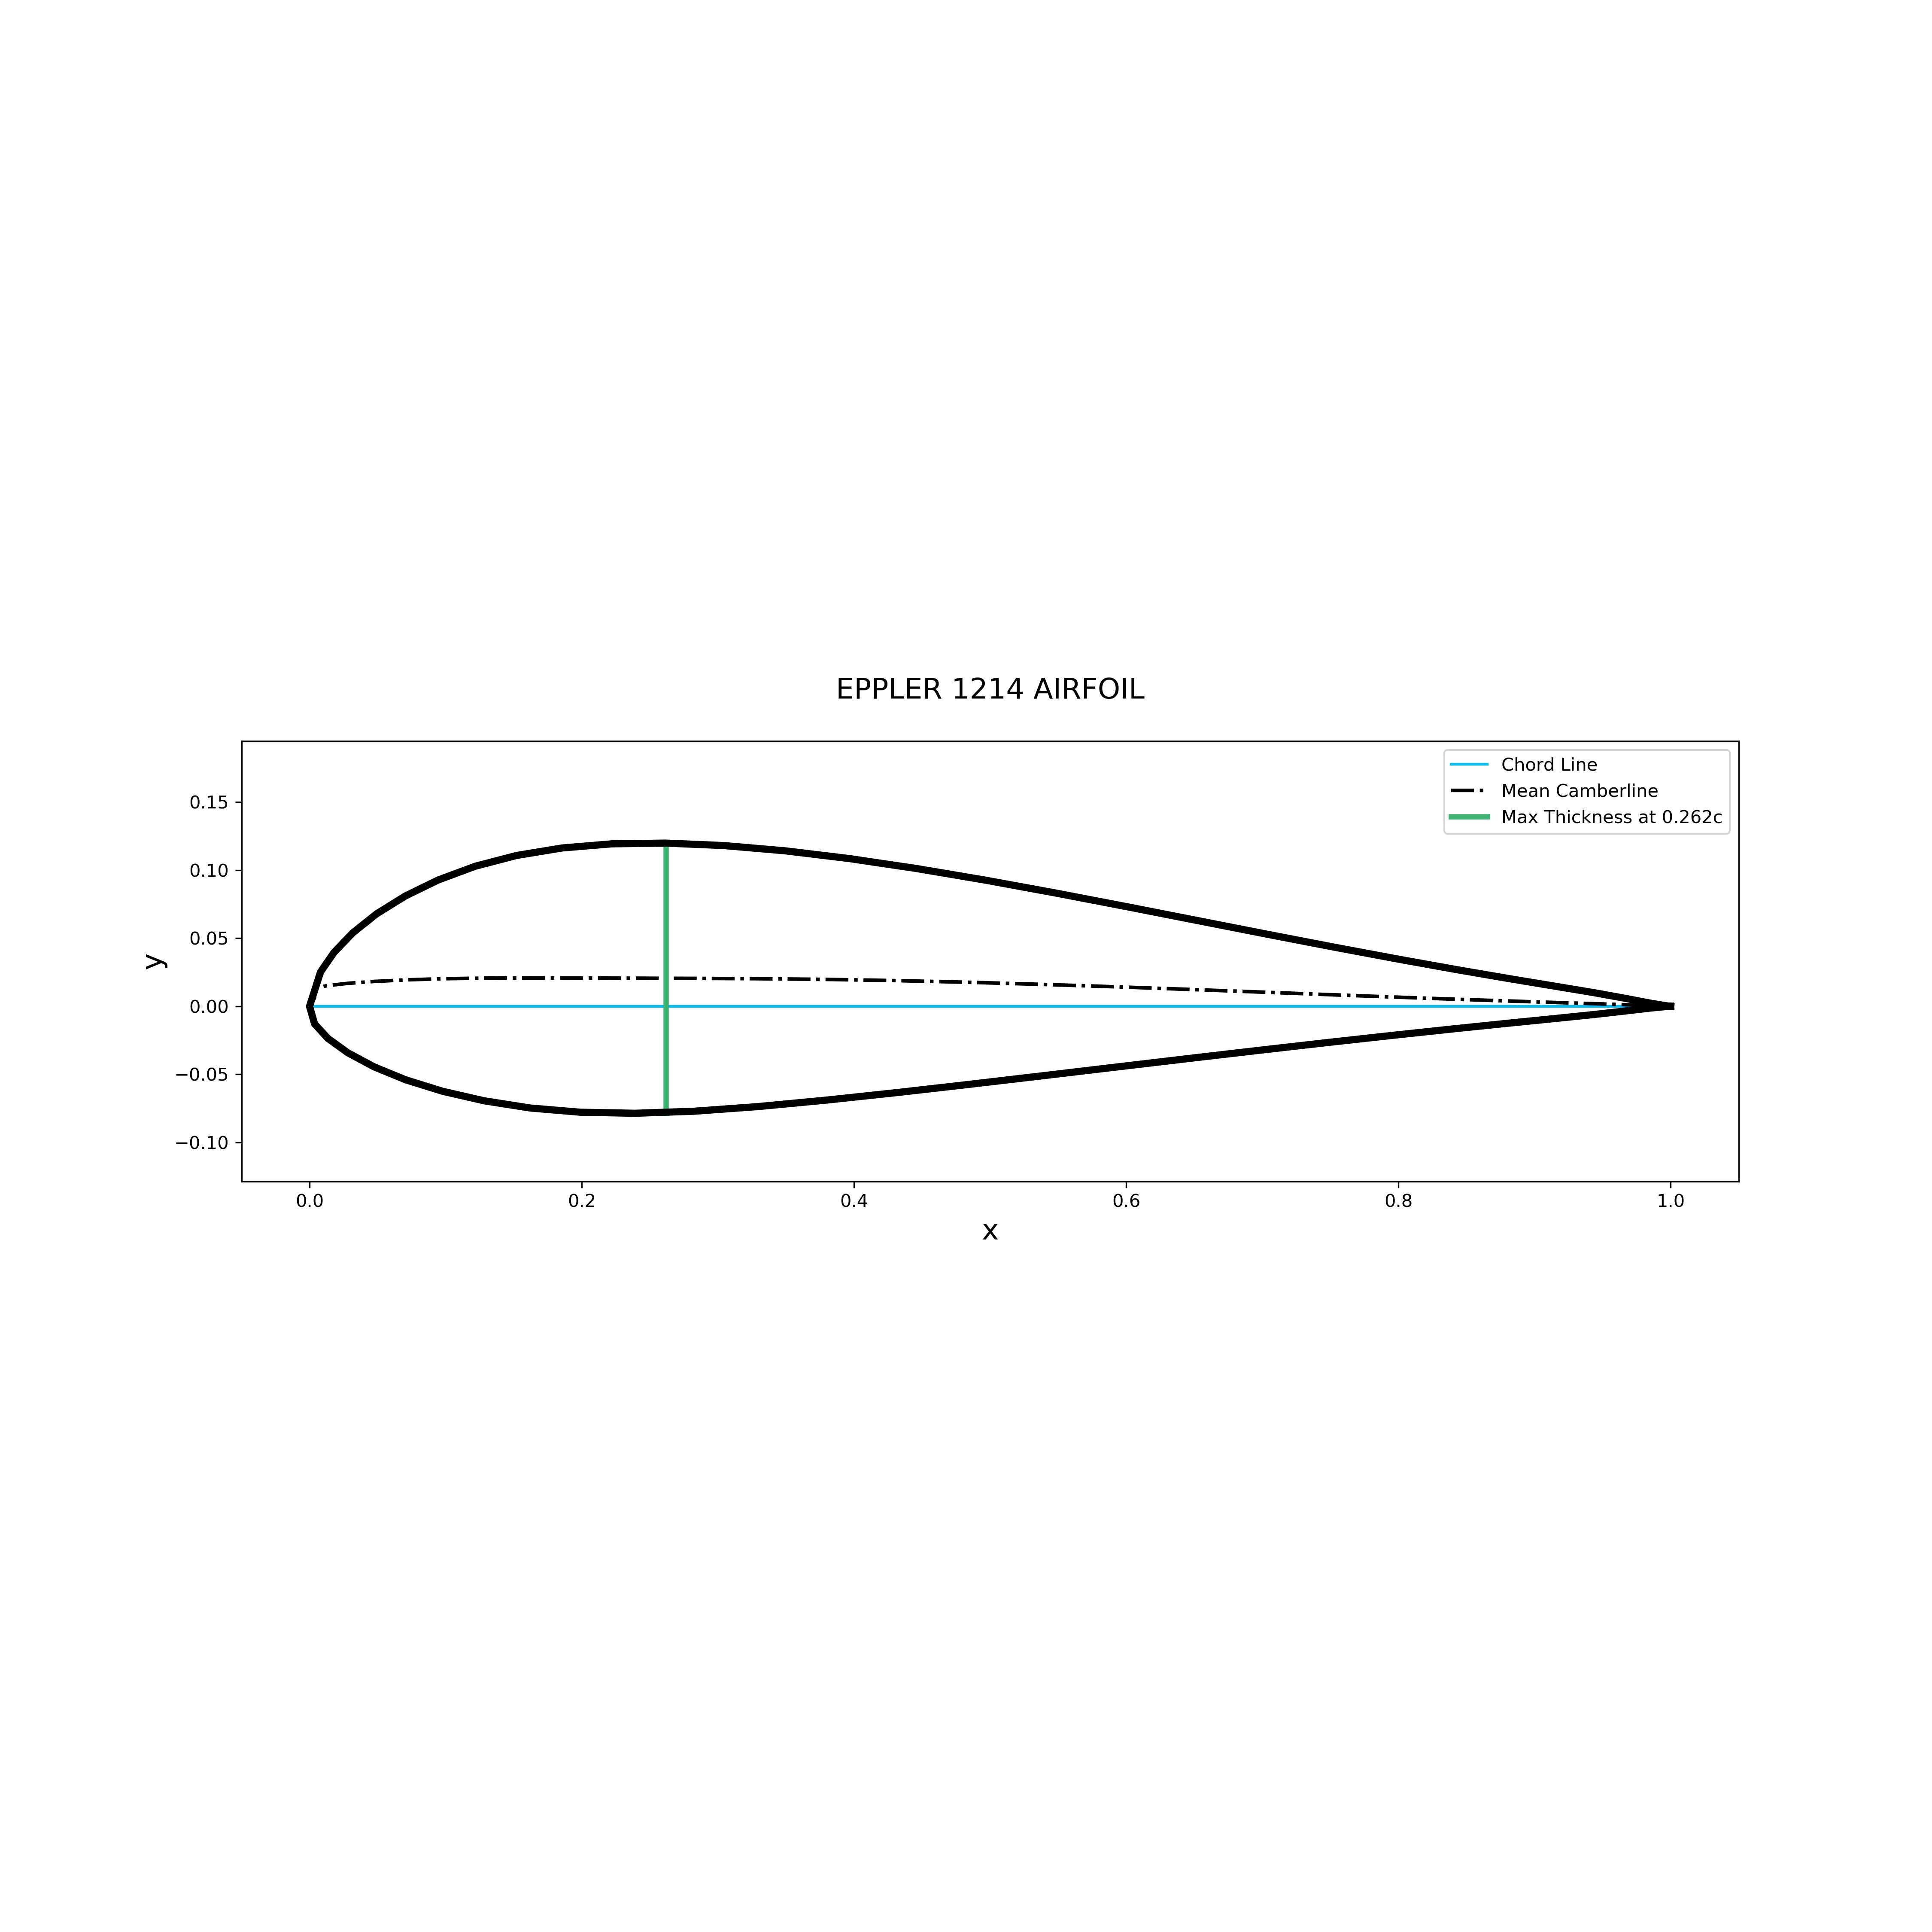 EPPLER 1214 AIRFOIL
Chord Line
Mean Camberline
Max Thickness at 0.262c
0.15
0.10
0.05
0.00
−0.05
−0.10
y
0.0 0.2 0.4 0.6 0.8 1.0
x